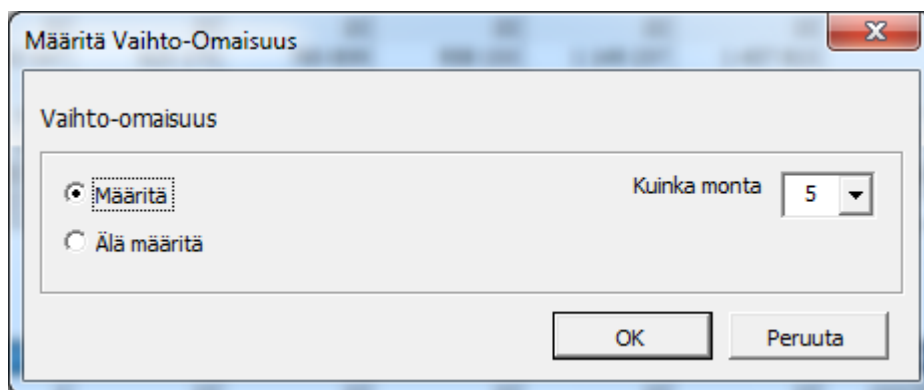 Määritä Vaihto-Omaisuus
Vaihto-omaisuus
Määritä
Kuinka monta 5
Älä määritä
OK Peruuta